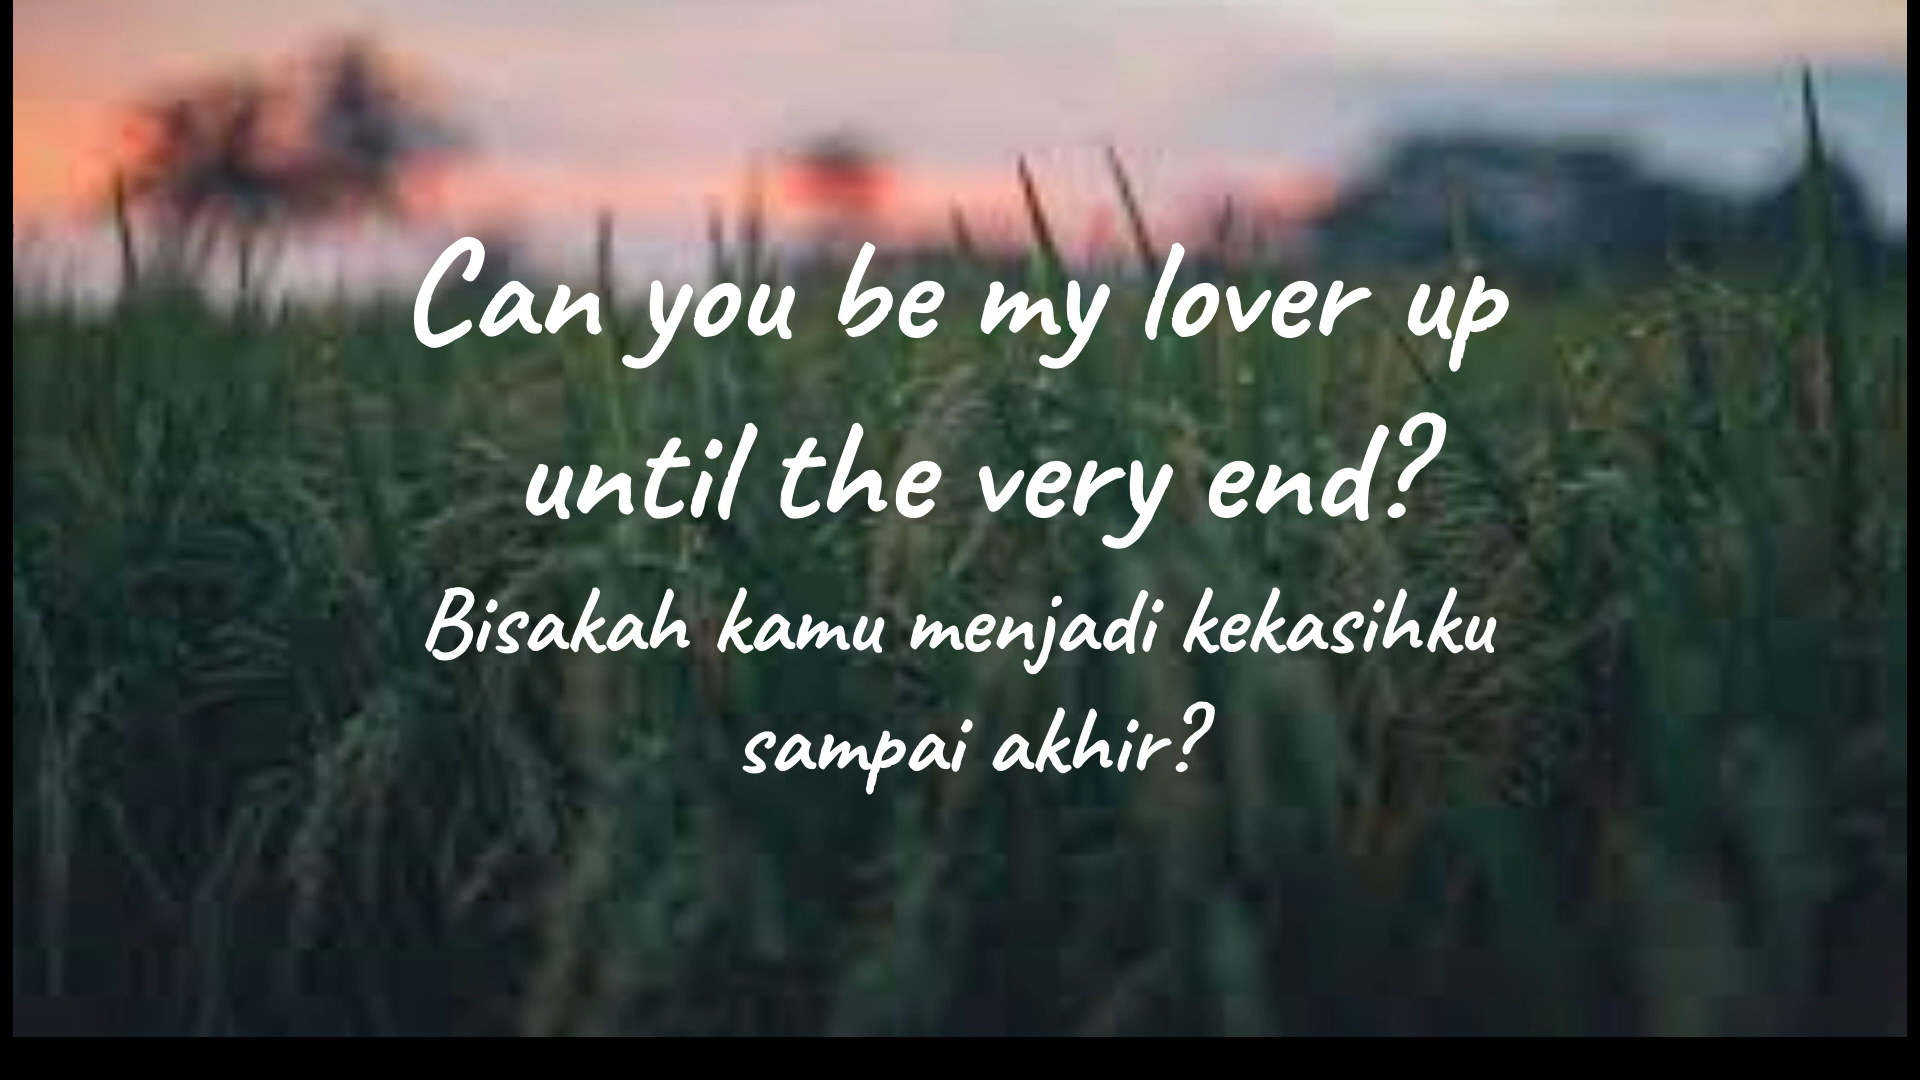 Can you be my lover up
until the very end?
Bisakah kamu menjadi kekasihku
sampai akhir?